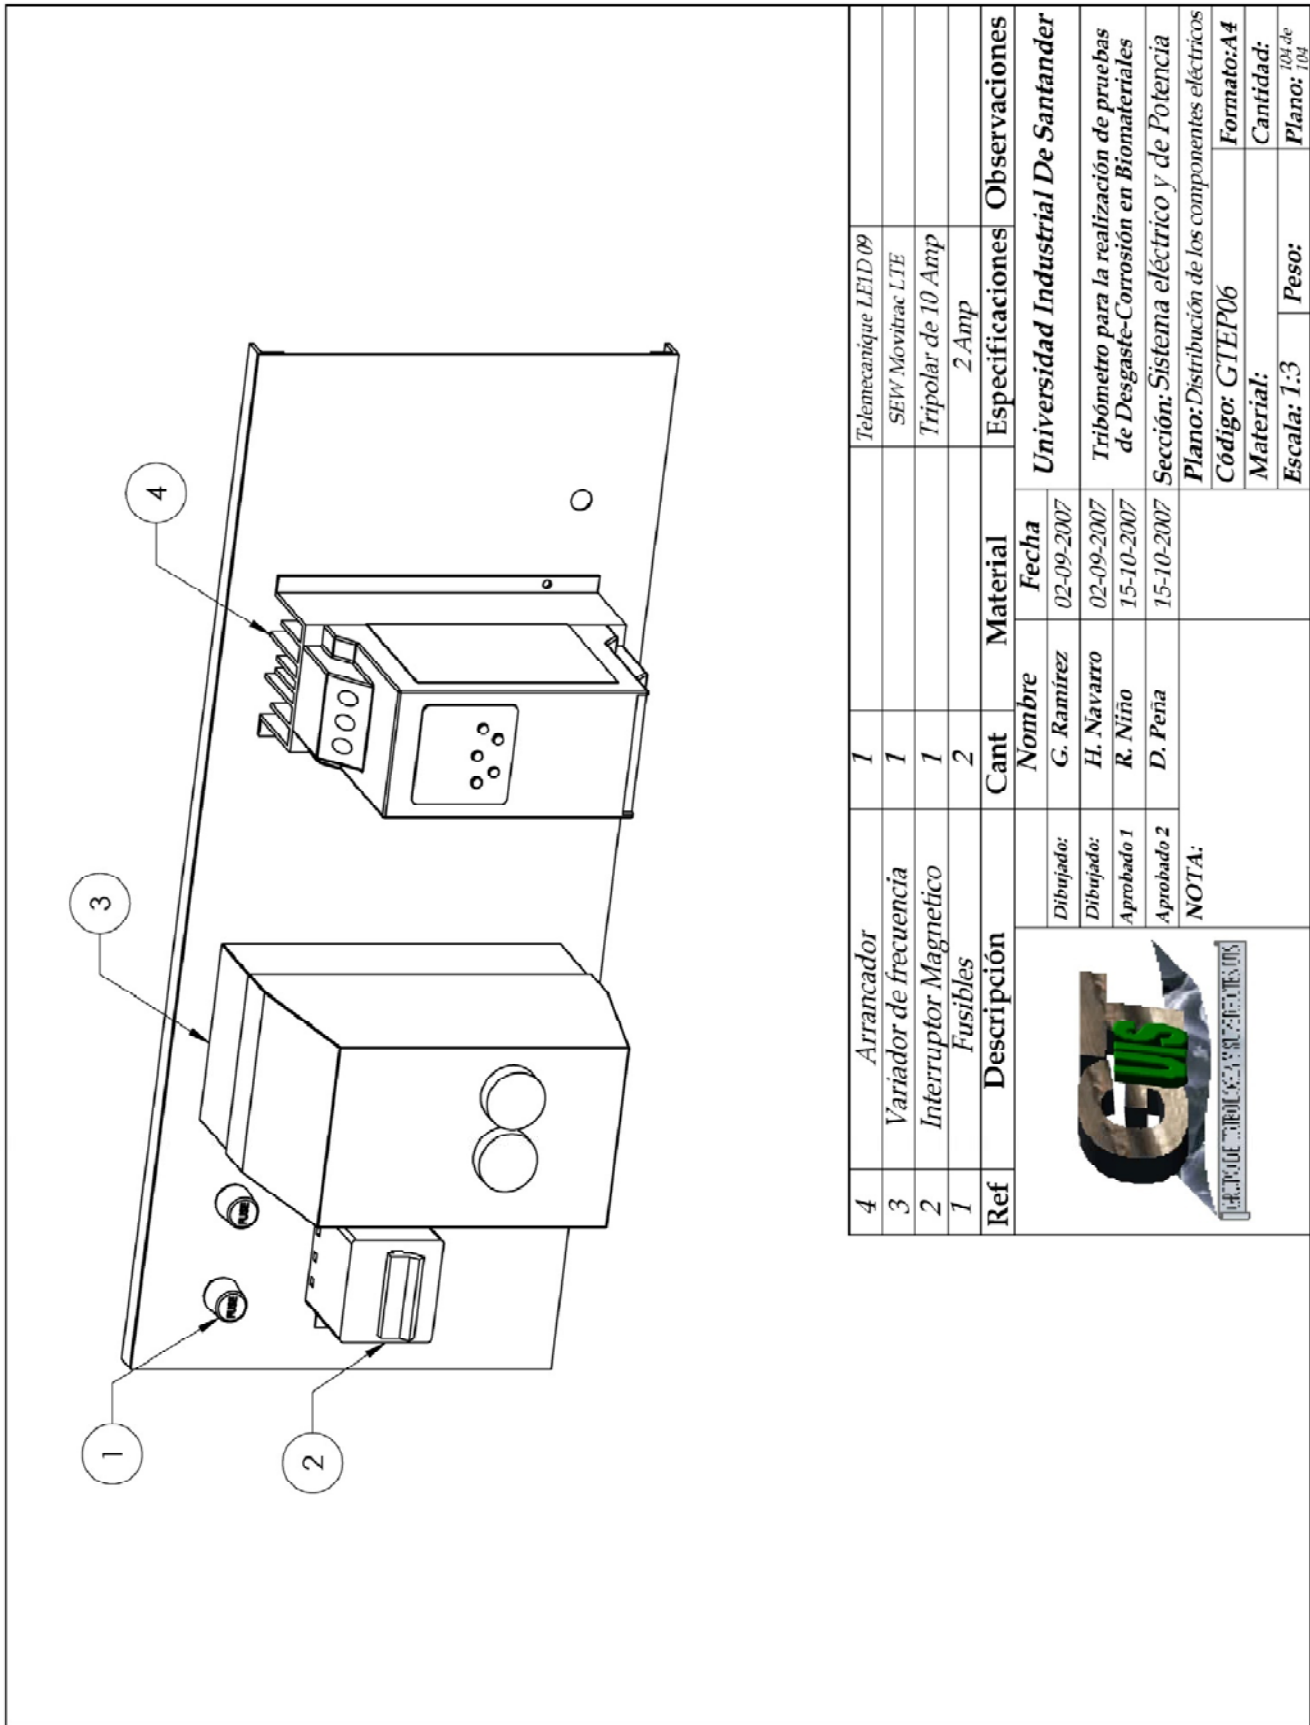 1
2
3
4
FUSE
FUSE
4 Arrancador 1 Telemecanique LE1D 09
3 Variador de frecuencia 1 SEW Movitrac LTE
2 Interruptor Magnetico 1 Tripolar de 10 Amp
1 Fusibles 2 2 Amp
Ref Descripción Cant Material Especificaciones Observaciones
Nombre Fecha
Dibujado: G. Ramírez 02-09-2007
Dibujado: H. Navarro 02-09-2007
Aprobado 1 R. Niño 15-10-2007
Aprobado 2 D. Peña 15-10-2007
NOTA:
Universidad Industrial De Santander
Tribómetro para la realización de pruebas
de Desgaste-Corrosión en Biomateriales
Sección: Sistema eléctrico y de Potencia
Plano: Distribución de los componentes eléctricos
Código: GTEP06 Formato: A4
Material: Cantidad:
Escala: 1:3 Peso: Plano: 104 de
104
GT
UIS